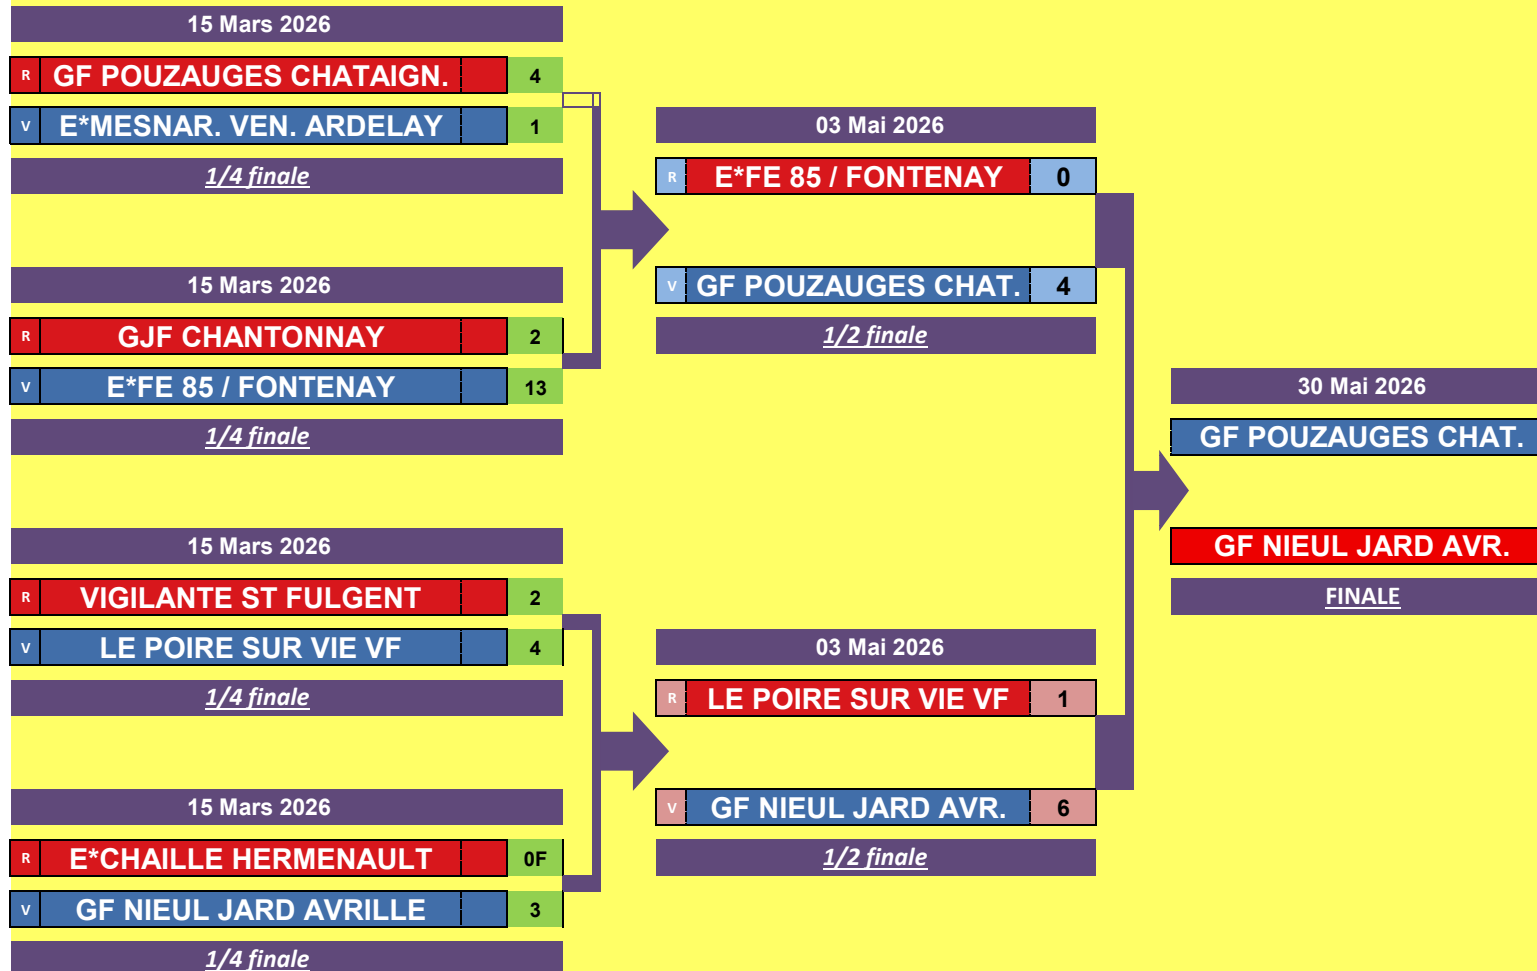 15 Mars 2026
R GF POUZAUGES CHATAIGN. 4
V E*MESNAR. VEN. ARDELAY 1
1/4 finale
15 Mars 2026
R GJF CHANTONNAY 2
V E*FE 85 / FONTENAY 13
1/4 finale
15 Mars 2026
R VIGILANTE ST FULGENT 2
V LE POIRE SUR VIE VF 4
1/4 finale
15 Mars 2026
R E*CHAILLE HERMENAULT 0F
V GF NIEUL JARD AVRILLE 3
1/4 finale
03 Mai 2026
R E*FE 85 / FONTENAY 0
V GF POUZAUGES CHAT. 4
1/2 finale
03 Mai 2026
R LE POIRE SUR VIE VF 1
V GF NIEUL JARD AVR. 6
1/2 finale
30 Mai 2026
GF POUZAUGES CHAT.
GF NIEUL JARD AVR.
FINALE